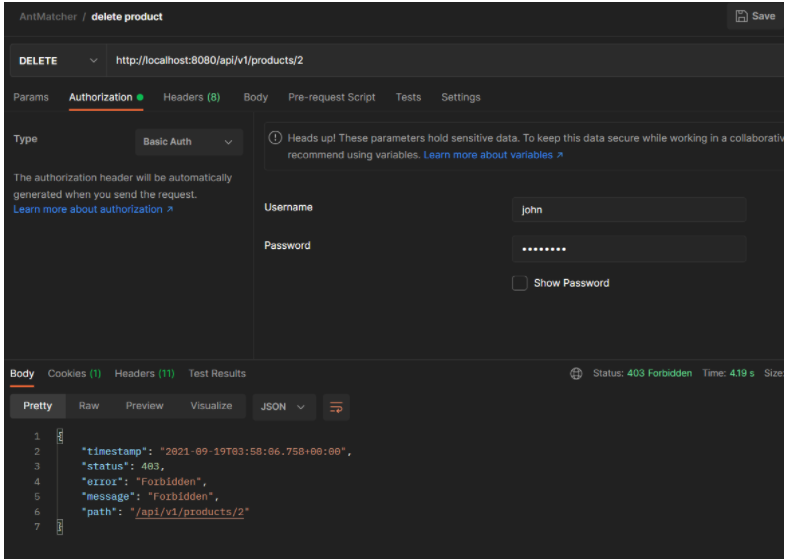 AntMatcher / delete product
Save
DELETE http://localhost:8080/api/v1/products/2
Params Authorization Headers (8) Body Pre-request Script Tests Settings
Type
Basic Auth
The authorization header will be automatically
generated when you send the request.
Learn more about authorization ↗
Heads up! These parameters hold sensitive data. To keep this data secure while working in a collaborativ
recommend using variables. Learn more about variables ↗
Username
john
Password
••••••••
Show Password
Body Cookies (1) Headers (11) Test Results
Status: 403 Forbidden Time: 4.19 s Size:
Pretty Raw Preview Visualize JSON
1 {
2 "timestamp": "2021-09-19T03:58:06.758+00:00",
3 "status": 403,
4 "error": "Forbidden",
5 "message": "Forbidden",
6 "path": "/api/v1/products/2"
7 }